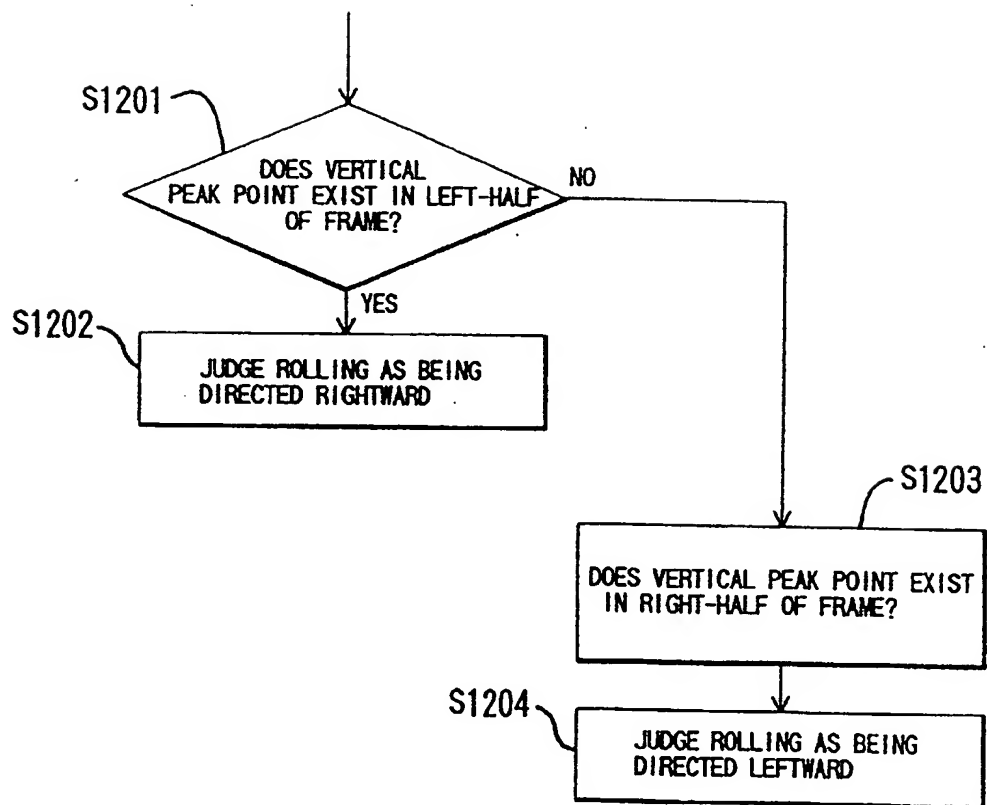 S1201
DOES VERTICAL
PEAK POINT EXIST IN LEFT-HALF
OF FRAME?
NO
YES
S1202
JUDGE ROLLING AS BEING
DIRECTED RIGHTWARD
S1203
DOES VERTICAL PEAK POINT EXIST
IN RIGHT-HALF OF FRAME?
S1204
JUDGE ROLLING AS BEING
DIRECTED LEFTWARD